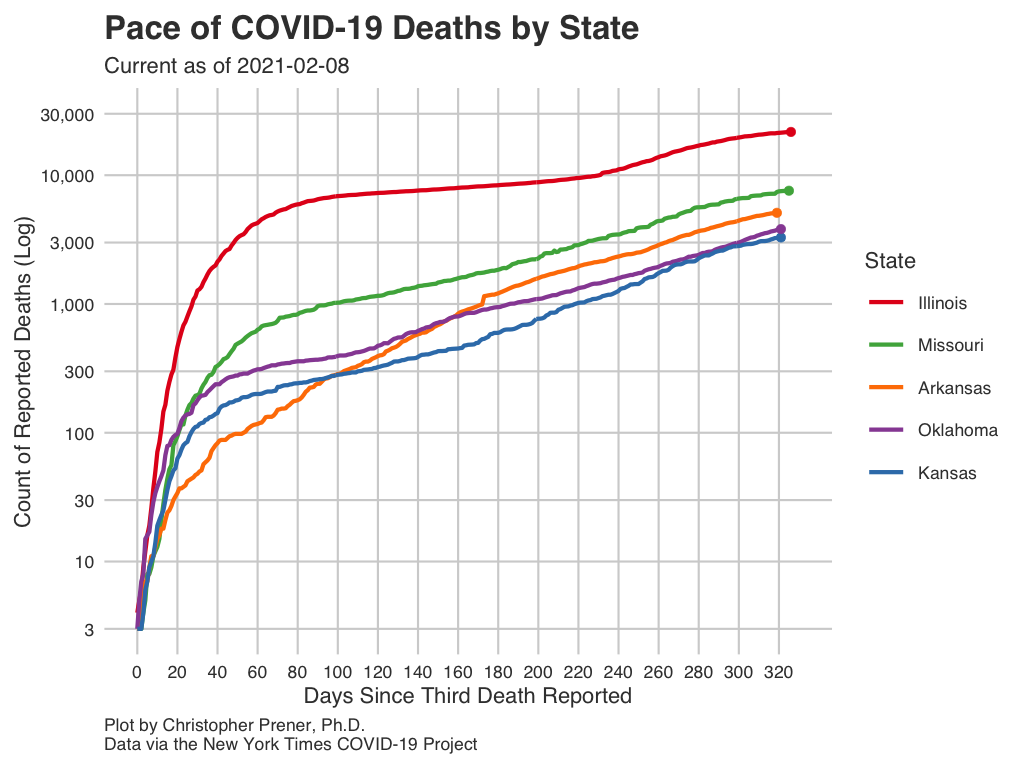 Pace of COVID-19 Deaths by State
Current as of 2021-02-08
Count of Reported Deaths (Log)
30,000
10,000
3,000
1,000
300
100
30
10
3
0 20 40 60 80 100 120 140 160 180 200 220 240 260 280 300 320
Days Since Third Death Reported
State
Illinois
Missouri
Arkansas
Oklahoma
Kansas
Plot by Christopher Prener, Ph.D.
Data via the New York Times COVID-19 Project